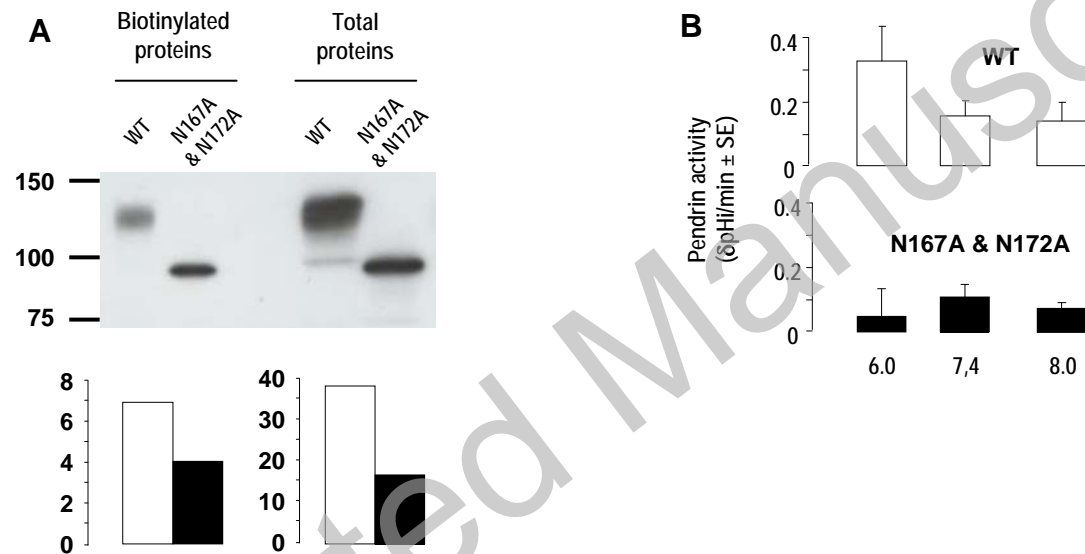 A
Biotinylated proteins
Total proteins
WT
N167A & N172A
WT
N167A & N172A
150
100
75
8
6
4
2
0
40
30
20
10
0
B
Pendrin activity
(δpHi/min ± SE)
0.4
0.2
0
WT
0.4
0.2
0
N167A & N172A
6.0
7,4
8.0
ted Manusc